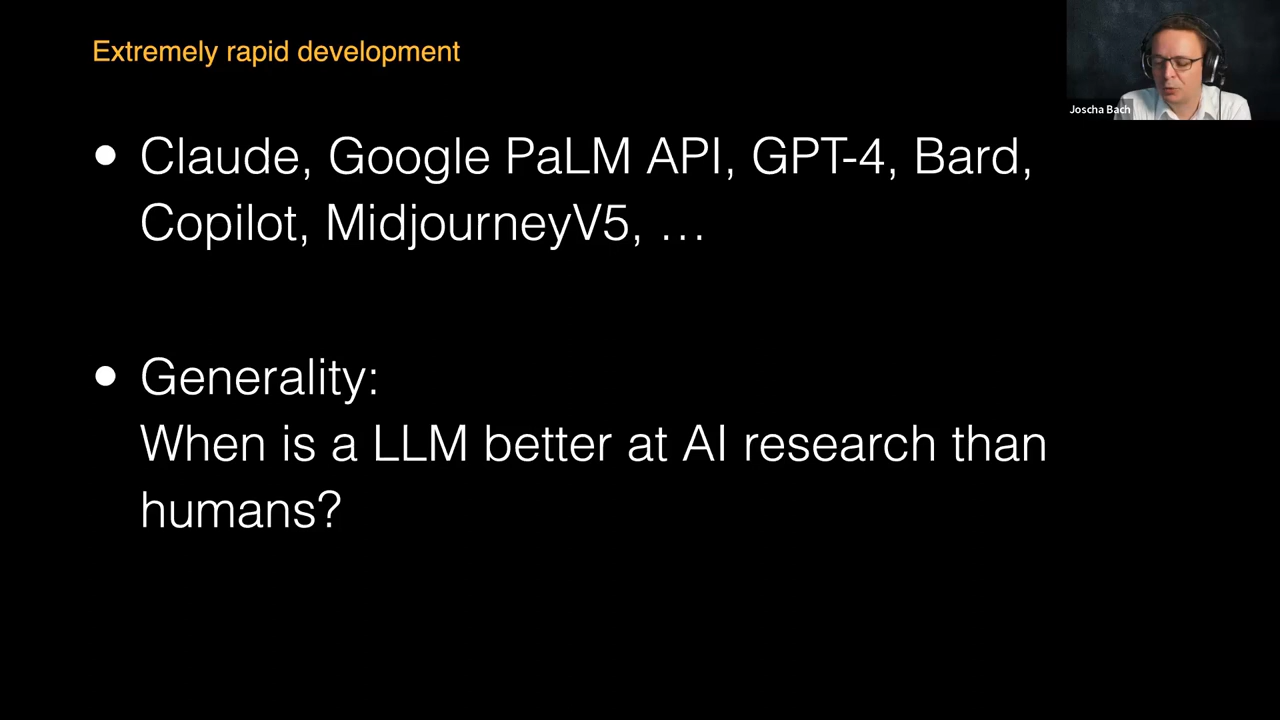 Extremely rapid development
Joscha Bach
• Claude, Google PaLM API, GPT-4, Bard,
Copilot, MidjourneyV5, …
• Generality:
When is a LLM better at AI research than
humans?